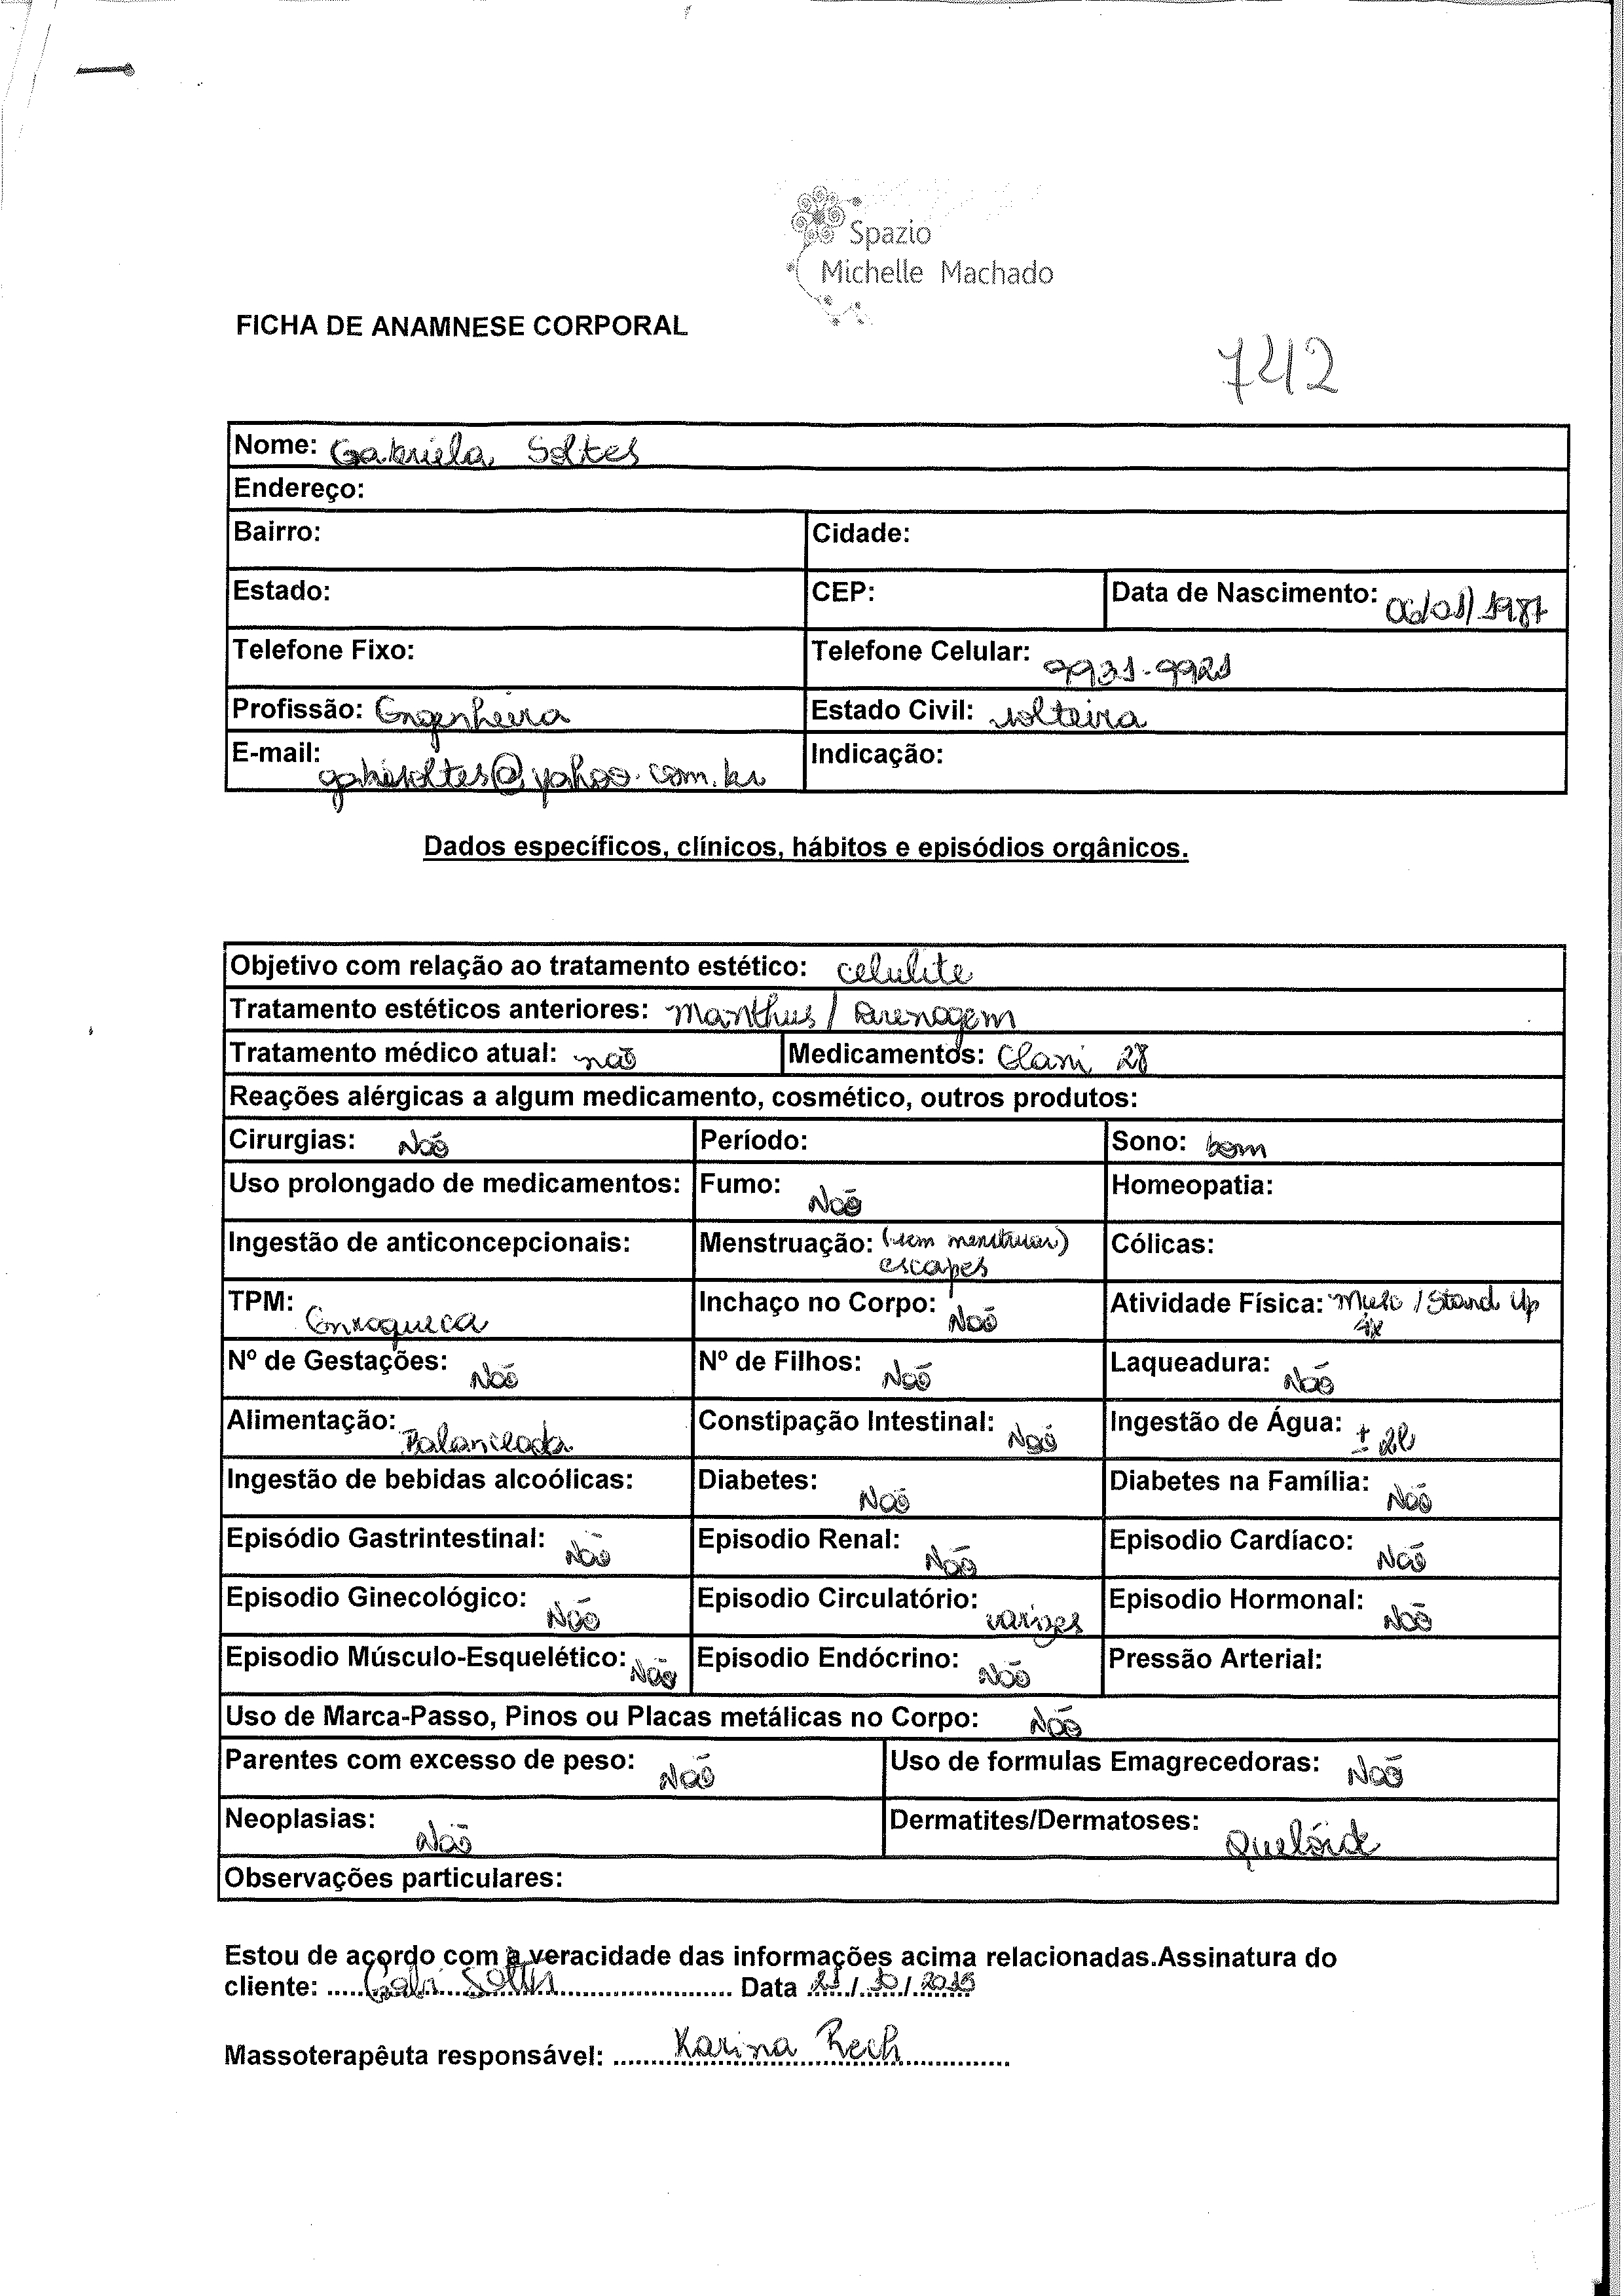 Spazio
Michelle Machado
FICHA DE ANAMNESE CORPORAL
742
Nome: Gabriela Soltes
Endereço:
Bairro: Cidade:
Estado: CEP: Data de Nascimento: 06/01/1987
Telefone Fixo: Telefone Celular: 9931-9921
Profissão: Engenheira Estado Civil: solteira
E-mail: gabisoltes@yahoo.com.br Indicação:
Dados específicos, clínicos, hábitos e episódios orgânicos.
Objetivo com relação ao tratamento estético: celulite
Tratamento estéticos anteriores: Manthus / Drenagem
Tratamento médico atual: não Medicamentos: Clani 28
Reações alérgicas a algum medicamento, cosmético, outros produtos:
Cirurgias: Não Período: Sono: bom
Uso prolongado de medicamentos: Fumo: Não Homeopatia:
Ingestão de anticoncepcionais: Menstruação: (sem menstruar) Cólicas:
escapes
TPM: Enxaqueca Inchaço no Corpo: Não Atividade Física: Musc / Stand Up
4x
Nº de Gestações: Não Nº de Filhos: Não Laqueadura: Não
Alimentação: Balanceada Constipação Intestinal: Não Ingestão de Água: ± 2l
Ingestão de bebidas alcoólicas: Diabetes: Não Diabetes na Família: Não
Episódio Gastrintestinal: Não Episodio Renal: Não Episodio Cardíaco: Não
Episodio Ginecológico: Não Episodio Circulatório: varizes Episodio Hormonal: Não
Episodio Músculo-Esquelético: Não Episodio Endócrino: Não Pressão Arterial:
Uso de Marca-Passo, Pinos ou Placas metálicas no Corpo: Não
Parentes com excesso de peso: Não Uso de formulas Emagrecedoras: Não
Neoplasias: Não Dermatites/Dermatoses: Quelóide
Observações particulares:
Estou de acordo com a veracidade das informações acima relacionadas.Assinatura do
cliente: ..... Gabi Soltes ..... Data 21/10/2015
Massoterapêuta responsável: ..... Karina Rech .....